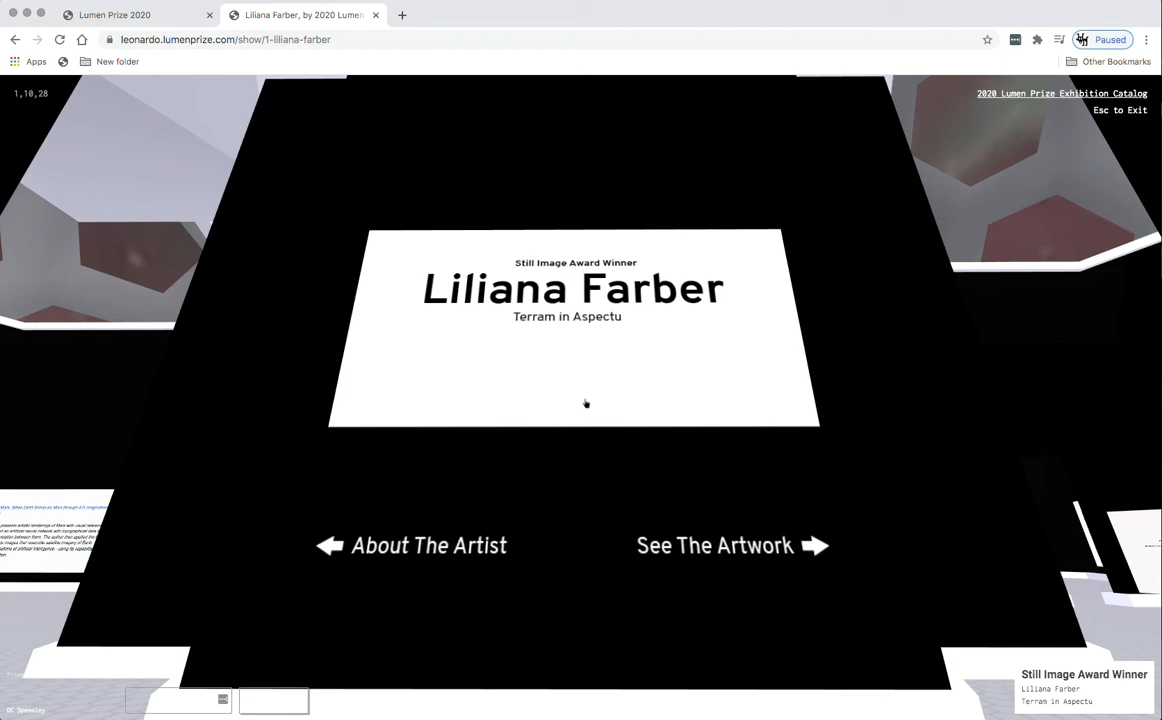 Lumen Prize 2020
Liliana Farber, by 2020 Lumen
leonardo.lumenprize.com/show/1-liliana-farber
Paused
Apps
New folder
Other Bookmarks
1,10,28
2020 Lumen Prize Exhibition Catalog
Esc to Exit
Still Image Award Winner
Liliana Farber
Terram in Aspectu
About The Artist
See The Artwork
Still Image Award Winner
Liliana Farber
Terram in Aspectu
DC Spensley